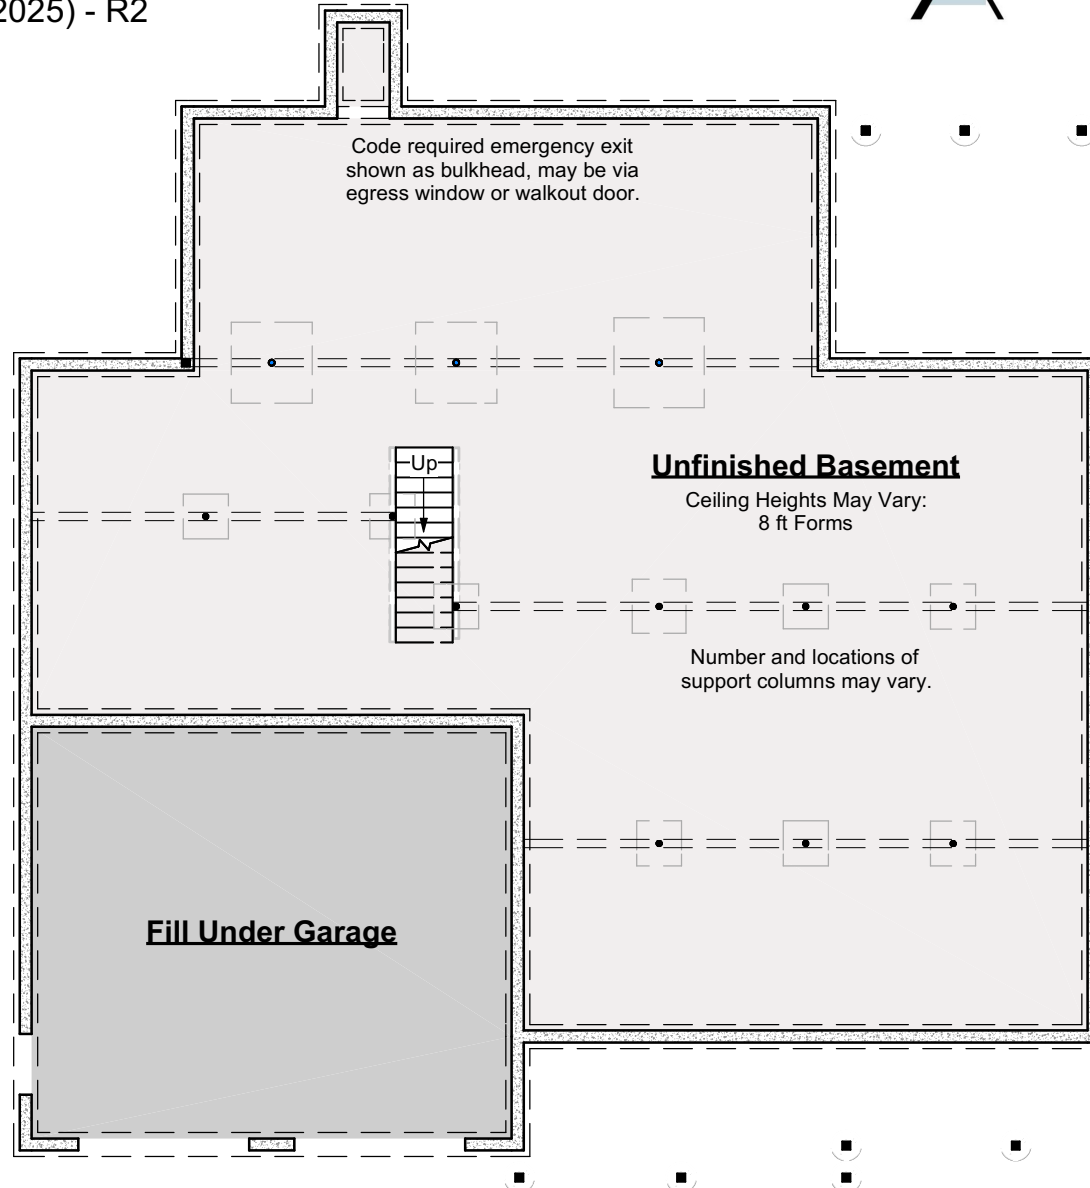 2025) - R2
Code required emergency exit
shown as bulkhead, may be via
egress window or walkout door.
Up
Unfinished Basement
Ceiling Heights May Vary:
8 ft Forms
Number and locations of
support columns may vary.
Fill Under Garage